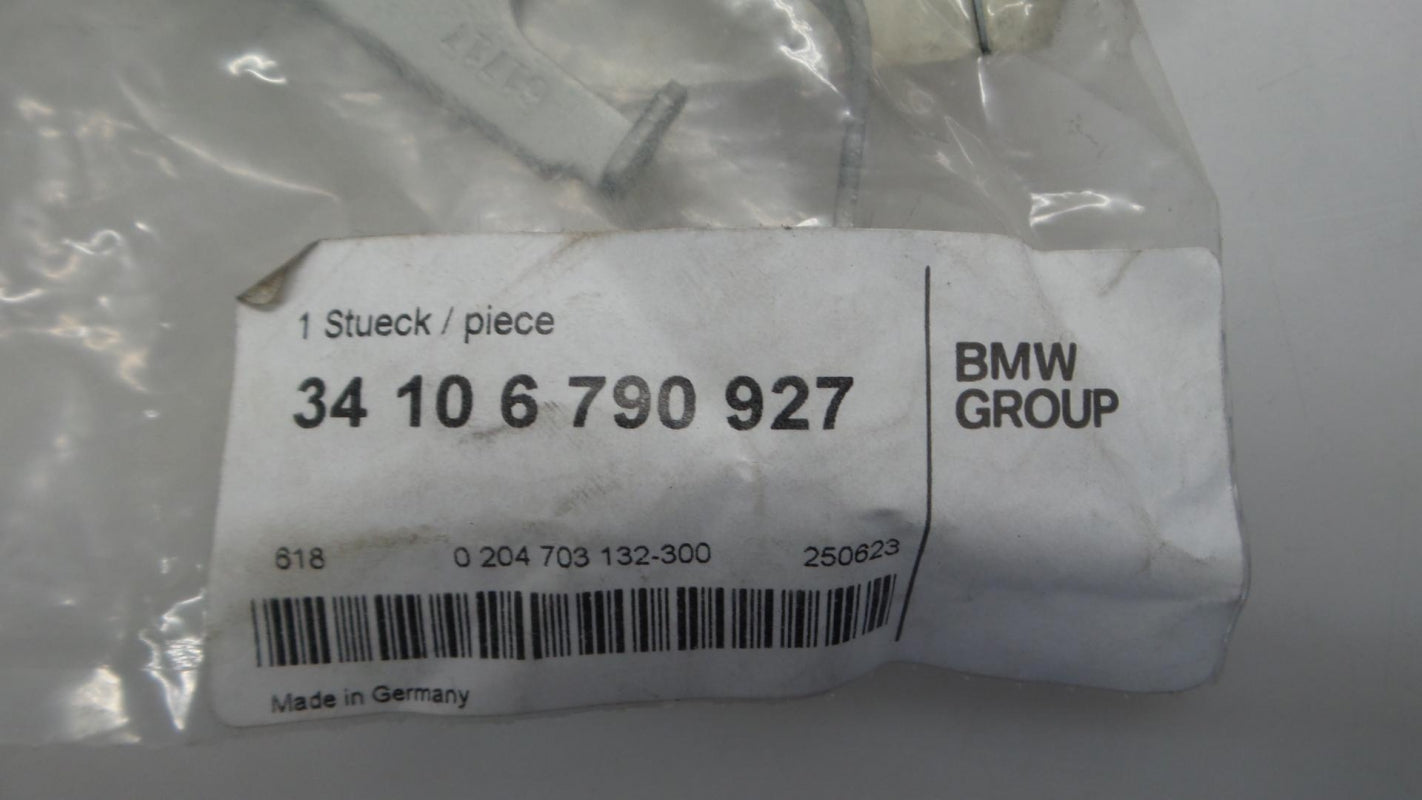 1 Stueck / piece
34 10 6 790 927
BMW
GROUP
618 0 204 703 132-300 250623
Made in Germany